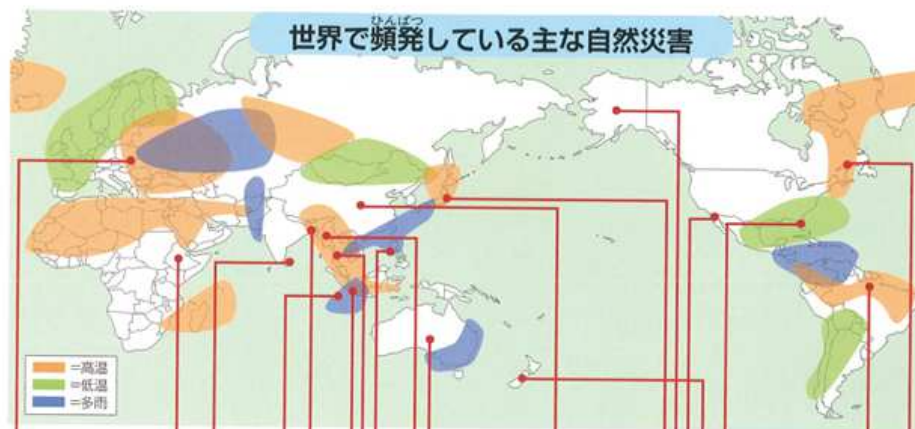 ひんぱつ
世界で頻発している主な自然災害
=高温
=低温
=多雨